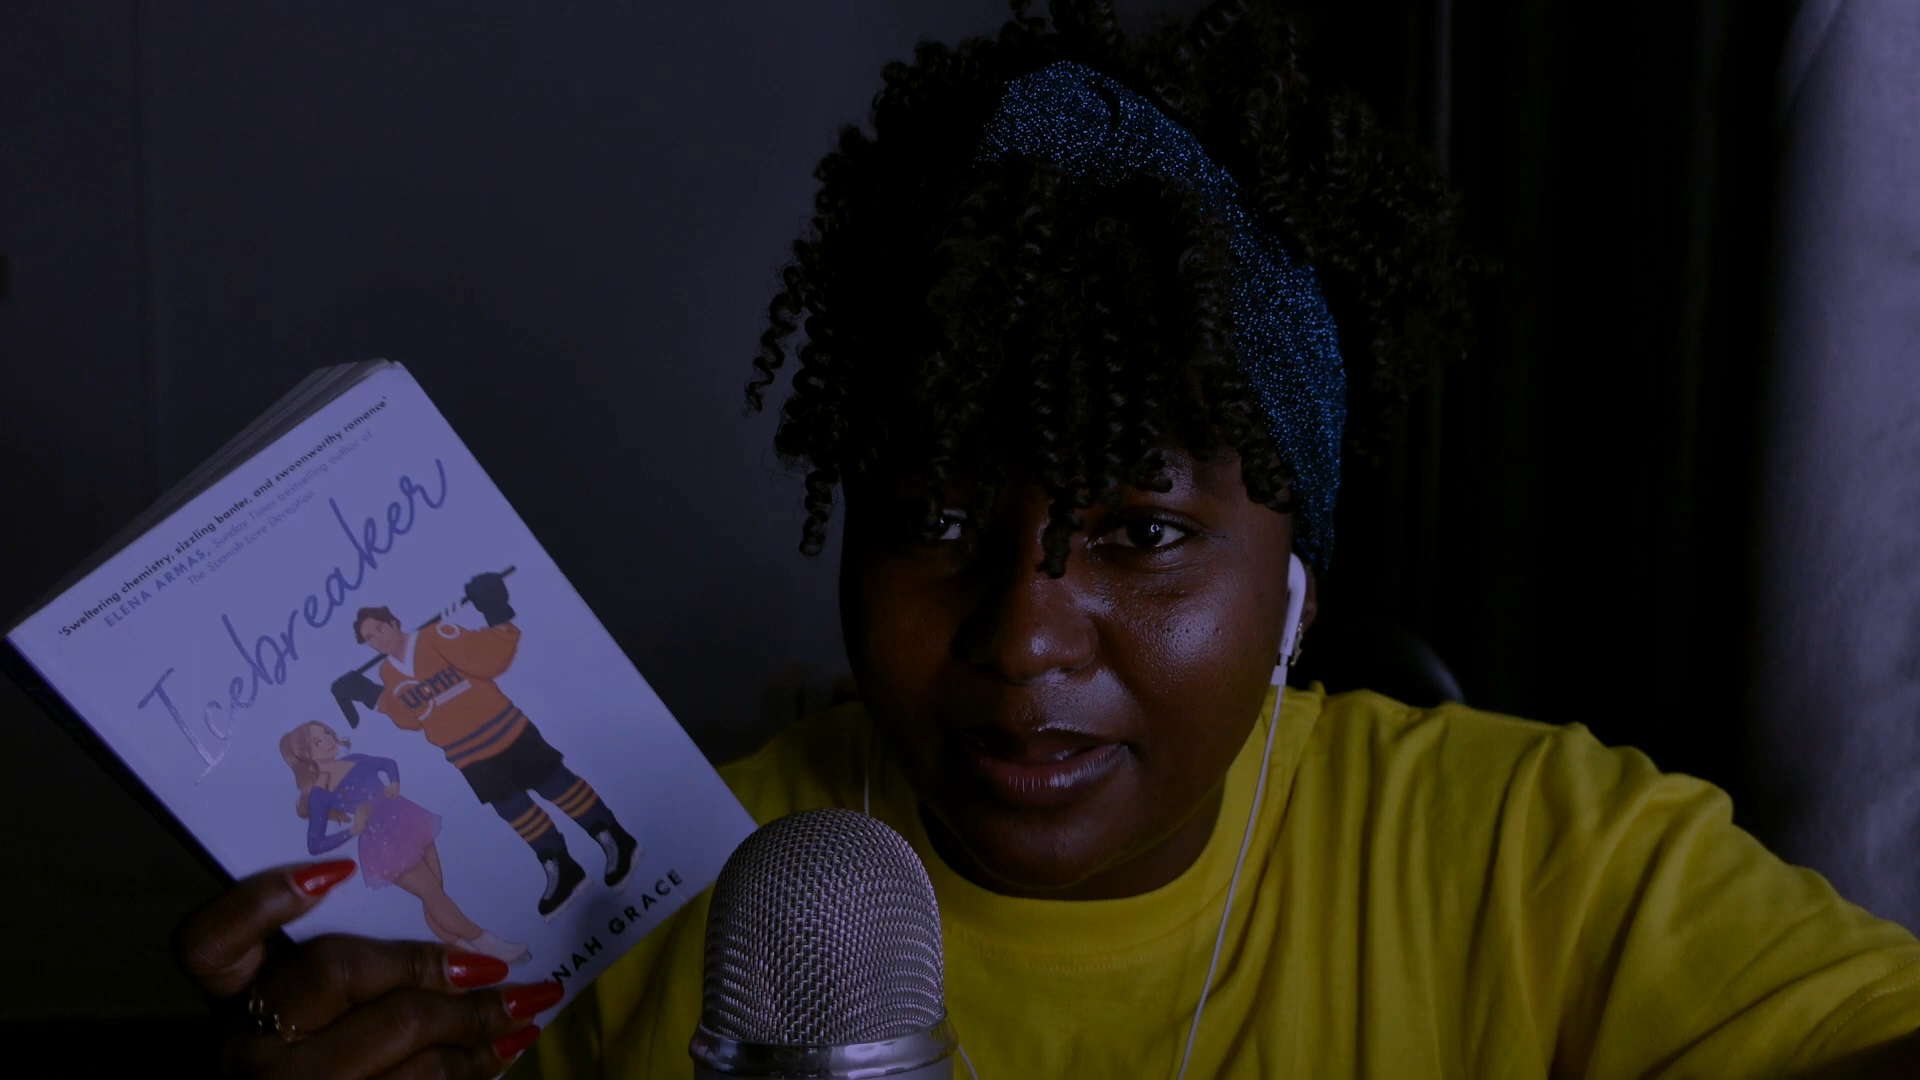 'Sweltering chemistry, sizzling banter, and swoonworthy romance'
ELENA ARMAS, Sunday Times bestselling author of
The Spanish Love Deception
Icebreaker
UCMH
NAH GRACE